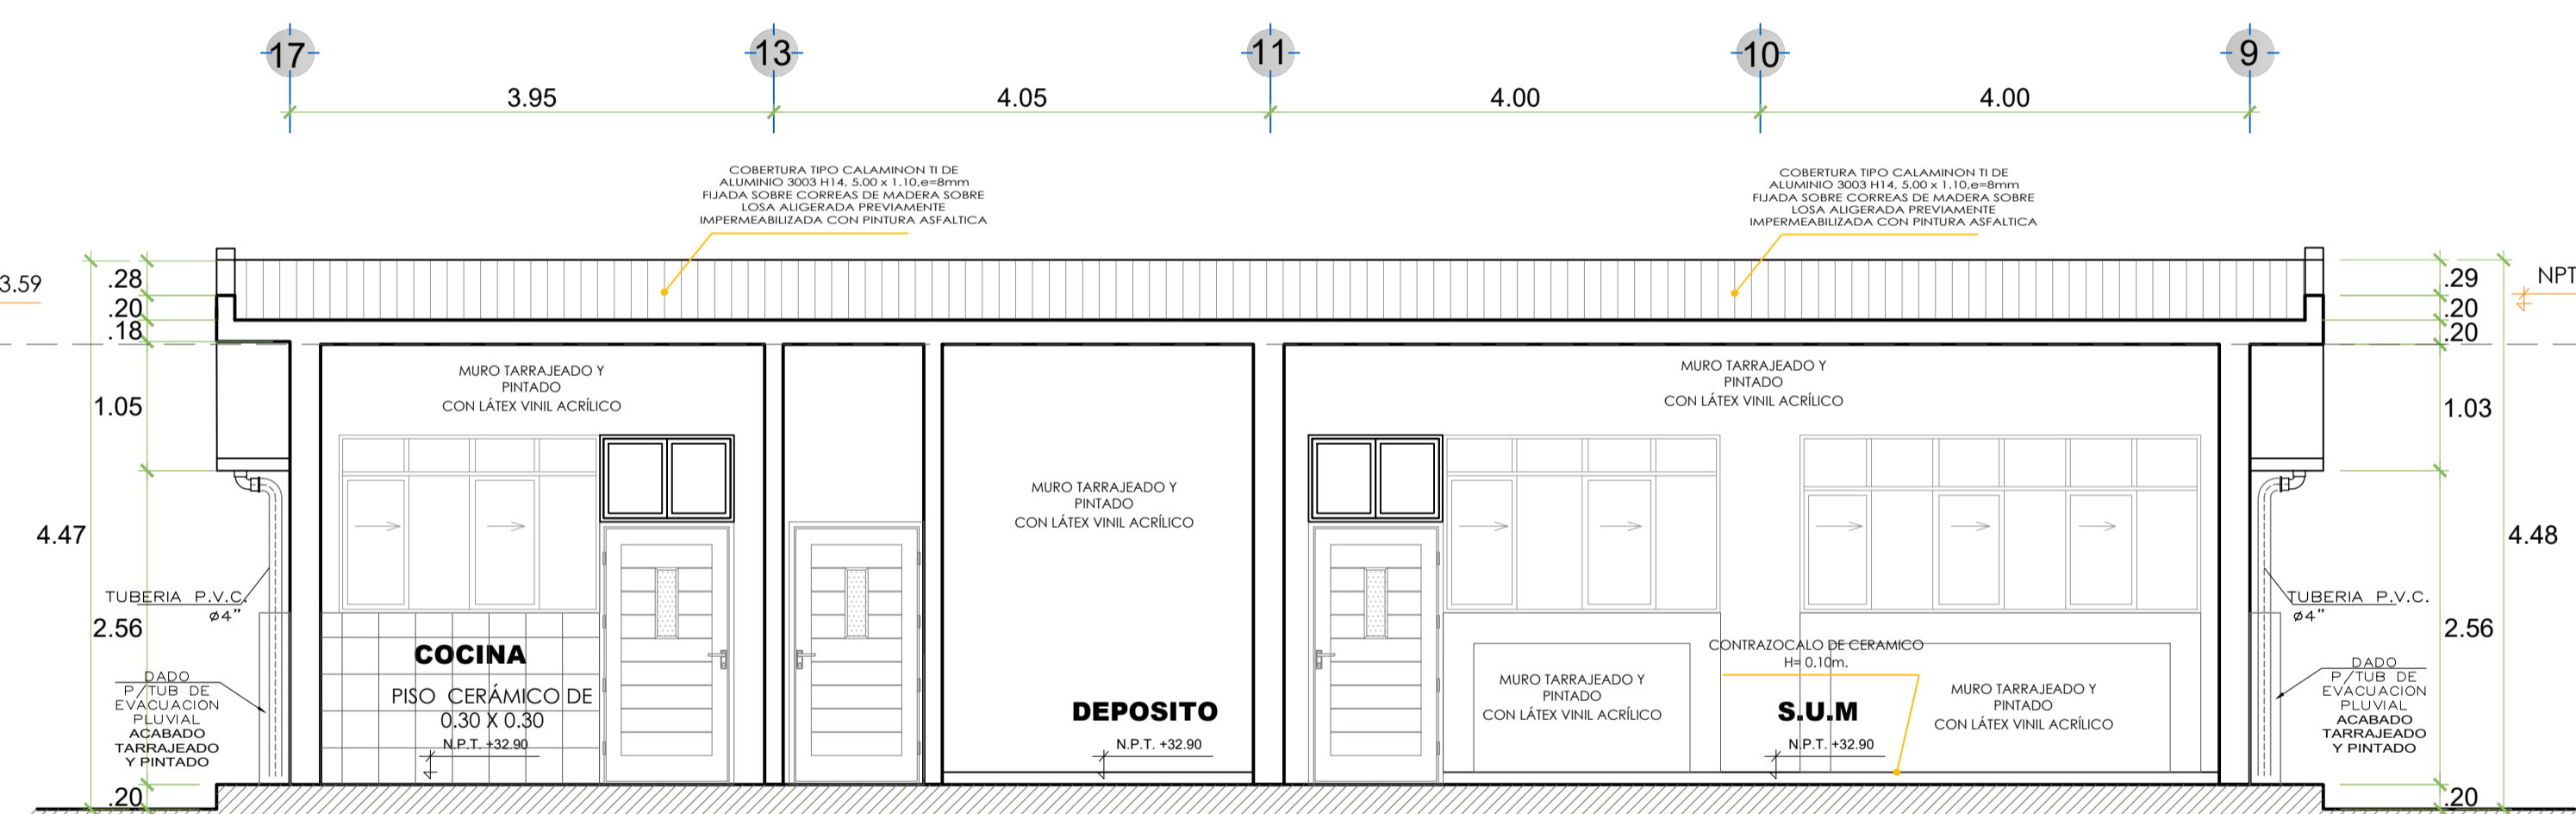 17
13
11
10
9
3.95
4.05
4.00
4.00
COBERTURA TIPO CALAMINON TI DE
ALUMINIO 3003 H14, 5.00 x 1.10,e=8mm
FIJADA SOBRE CORREAS DE MADERA SOBRE
LOSA ALIGERADA PREVIAMENTE
IMPERMEABILIZADA CON PINTURA ASFALTICA
COBERTURA TIPO CALAMINON TI DE
ALUMINIO 3003 H14, 5.00 x 1.10,e=8mm
FIJADA SOBRE CORREAS DE MADERA SOBRE
LOSA ALIGERADA PREVIAMENTE
IMPERMEABILIZADA CON PINTURA ASFALTICA
3.59
.28
.20
.18
1.05
4.47
2.56
.20
TUBERIA P.V.C.
ø4"
DADO
P/TUB DE
EVACUACION
PLUVIAL
ACABADO
TARRAJEADO
Y PINTADO
MURO TARRAJEADO Y
PINTADO
CON LÁTEX VINIL ACRÍLICO
COCINA
PISO CERÁMICO DE
0.30 X 0.30
N.P.T. +32.90
MURO TARRAJEADO Y
PINTADO
CON LÁTEX VINIL ACRÍLICO
DEPOSITO
N.P.T. +32.90
MURO TARRAJEADO Y
PINTADO
CON LÁTEX VINIL ACRÍLICO
CONTRAZOCALO DE CERAMICO
H= 0.10m.
MURO TARRAJEADO Y
PINTADO
CON LÁTEX VINIL ACRÍLICO
S.U.M
N.P.T. +32.90
MURO TARRAJEADO Y
PINTADO
CON LÁTEX VINIL ACRÍLICO
NPT
.29
.20
.20
1.03
4.48
2.56
.20
TUBERIA P.V.C.
ø4"
DADO
P/TUB DE
EVACUACION
PLUVIAL
ACABADO
TARRAJEADO
Y PINTADO